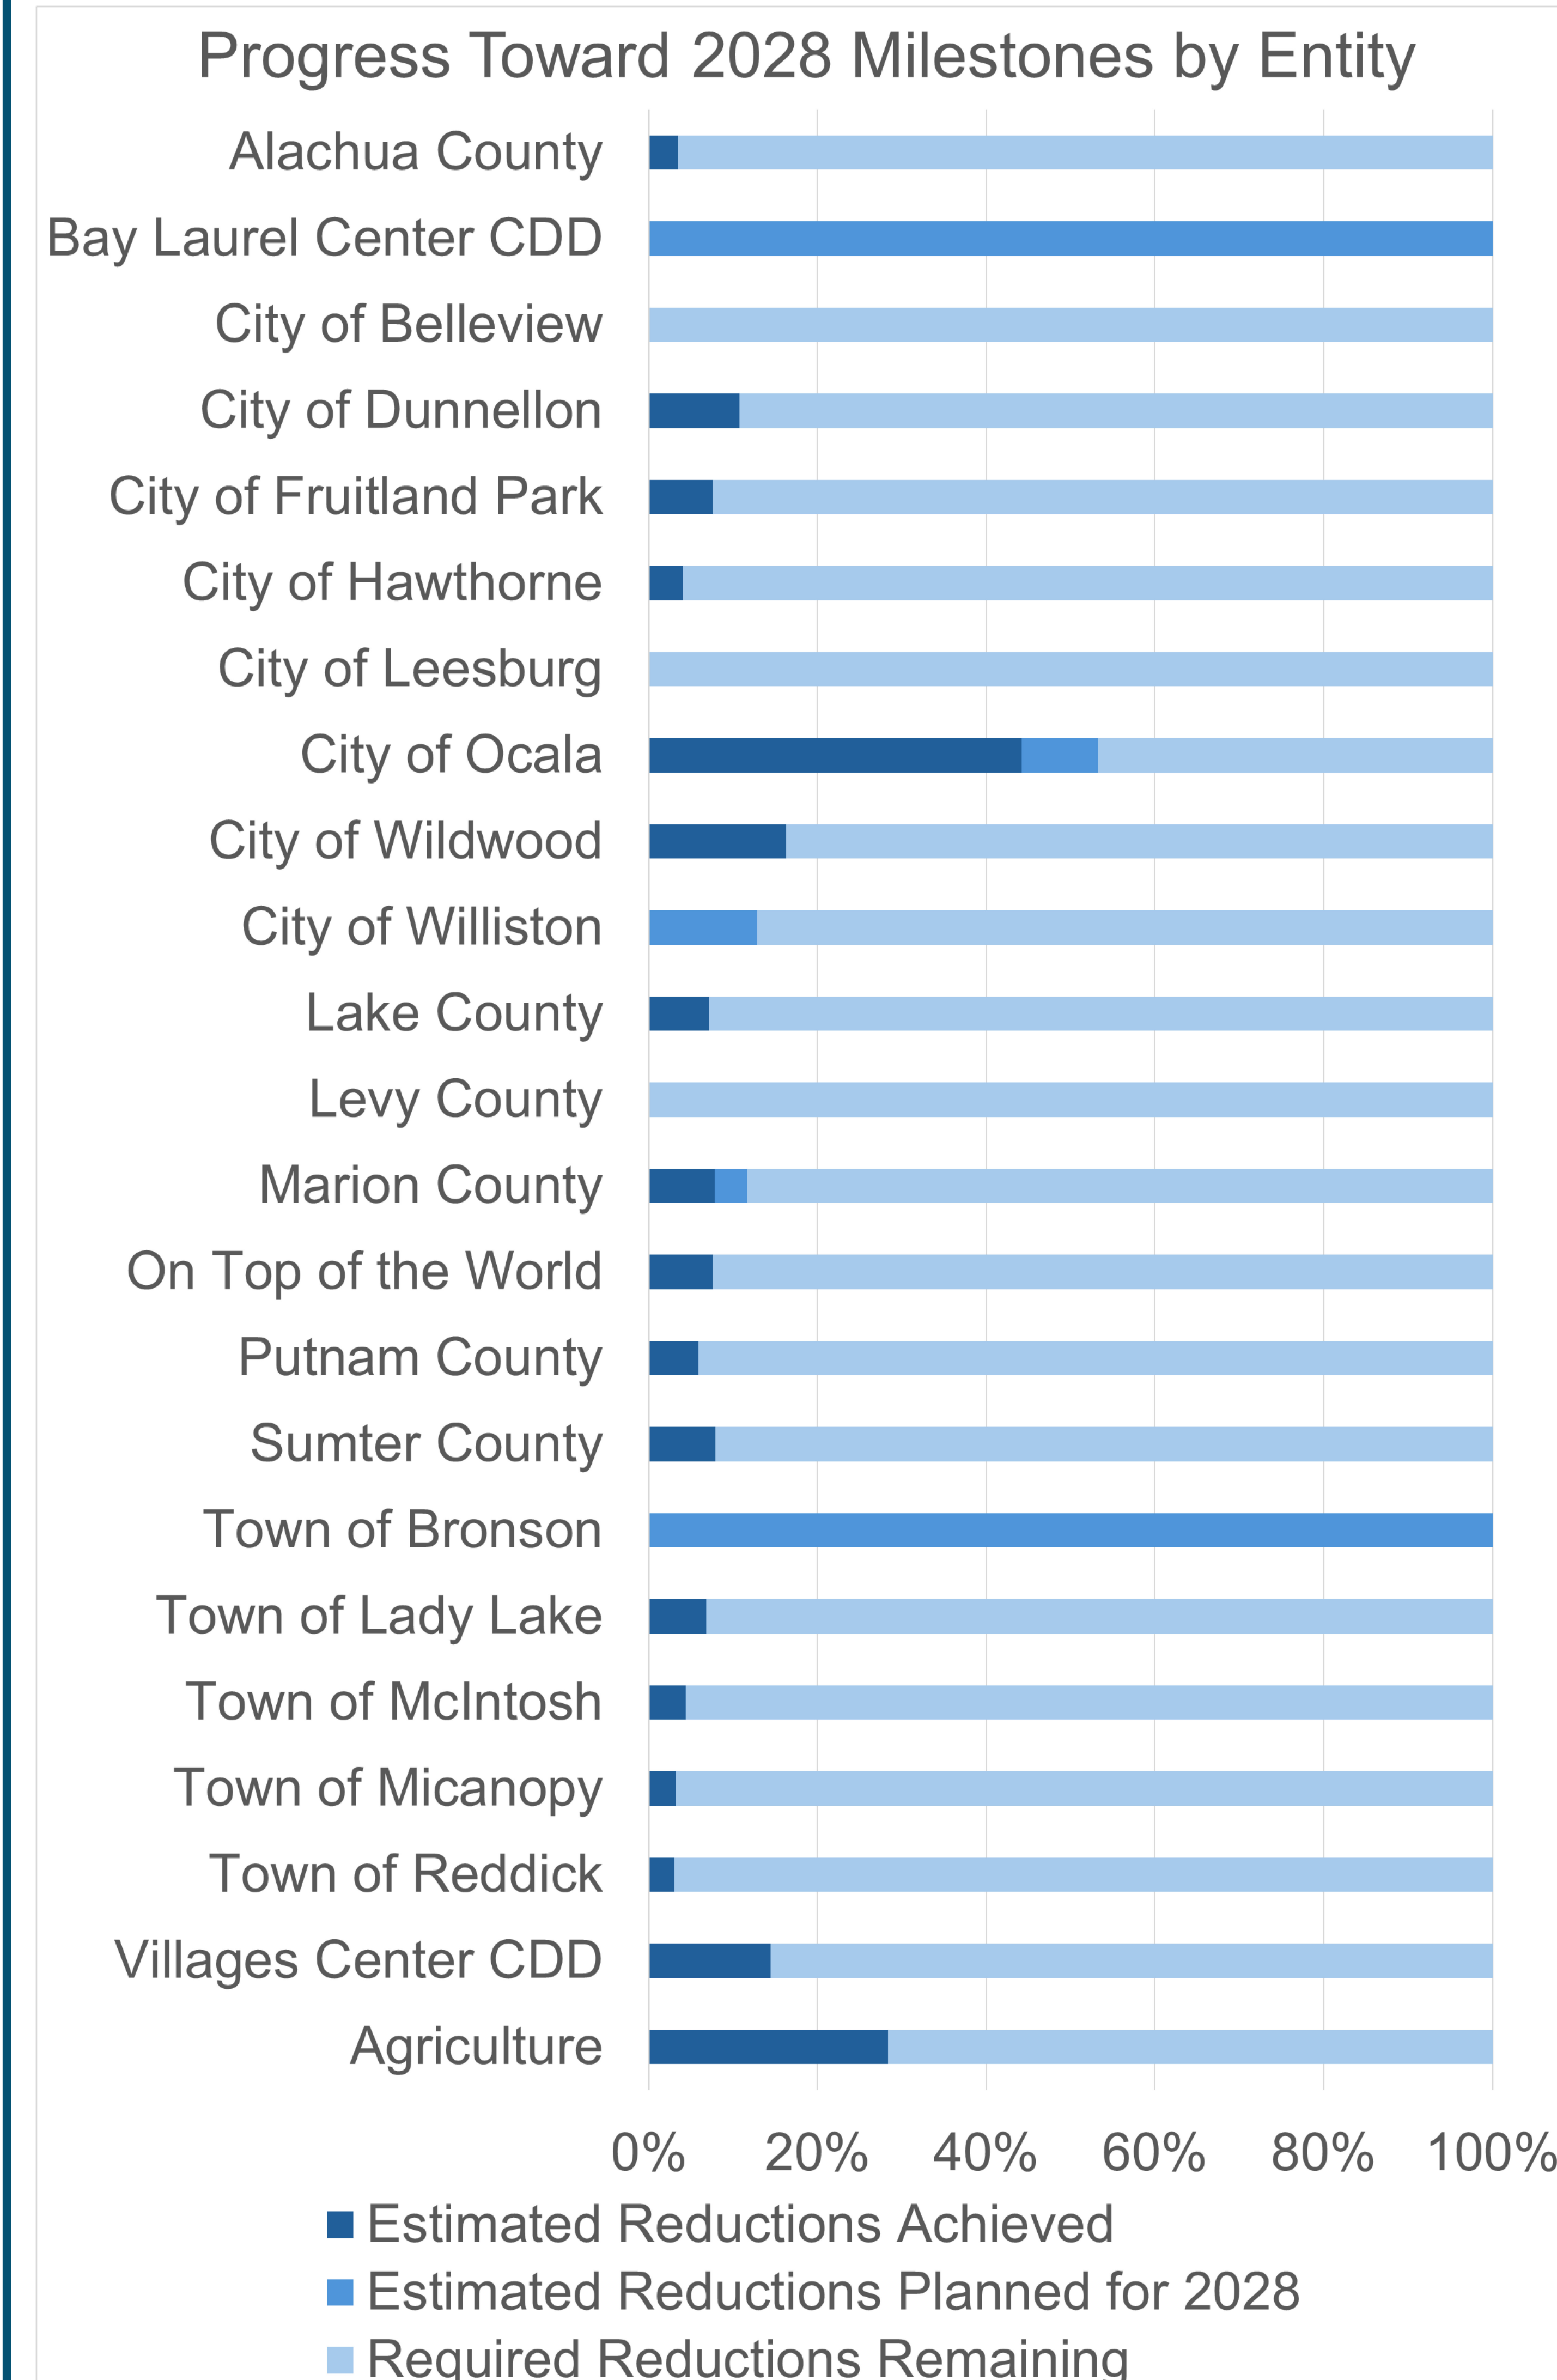 Progress Toward 2028 Milestones by Entity
Alachua County
Bay Laurel Center CDD
City of Belleview
City of Dunnellon
City of Fruitland Park
City of Hawthorne
City of Leesburg
City of Ocala
City of Wildwood
City of Williston
Lake County
Levy County
Marion County
On Top of the World
Putnam County
Sumter County
Town of Bronson
Town of Lady Lake
Town of McIntosh
Town of Micanopy
Town of Reddick
Villages Center CDD
Agriculture
0% 20% 40% 60% 80% 100%
Estimated Reductions Achieved
Estimated Reductions Planned for 2028
Required Reductions Remaining